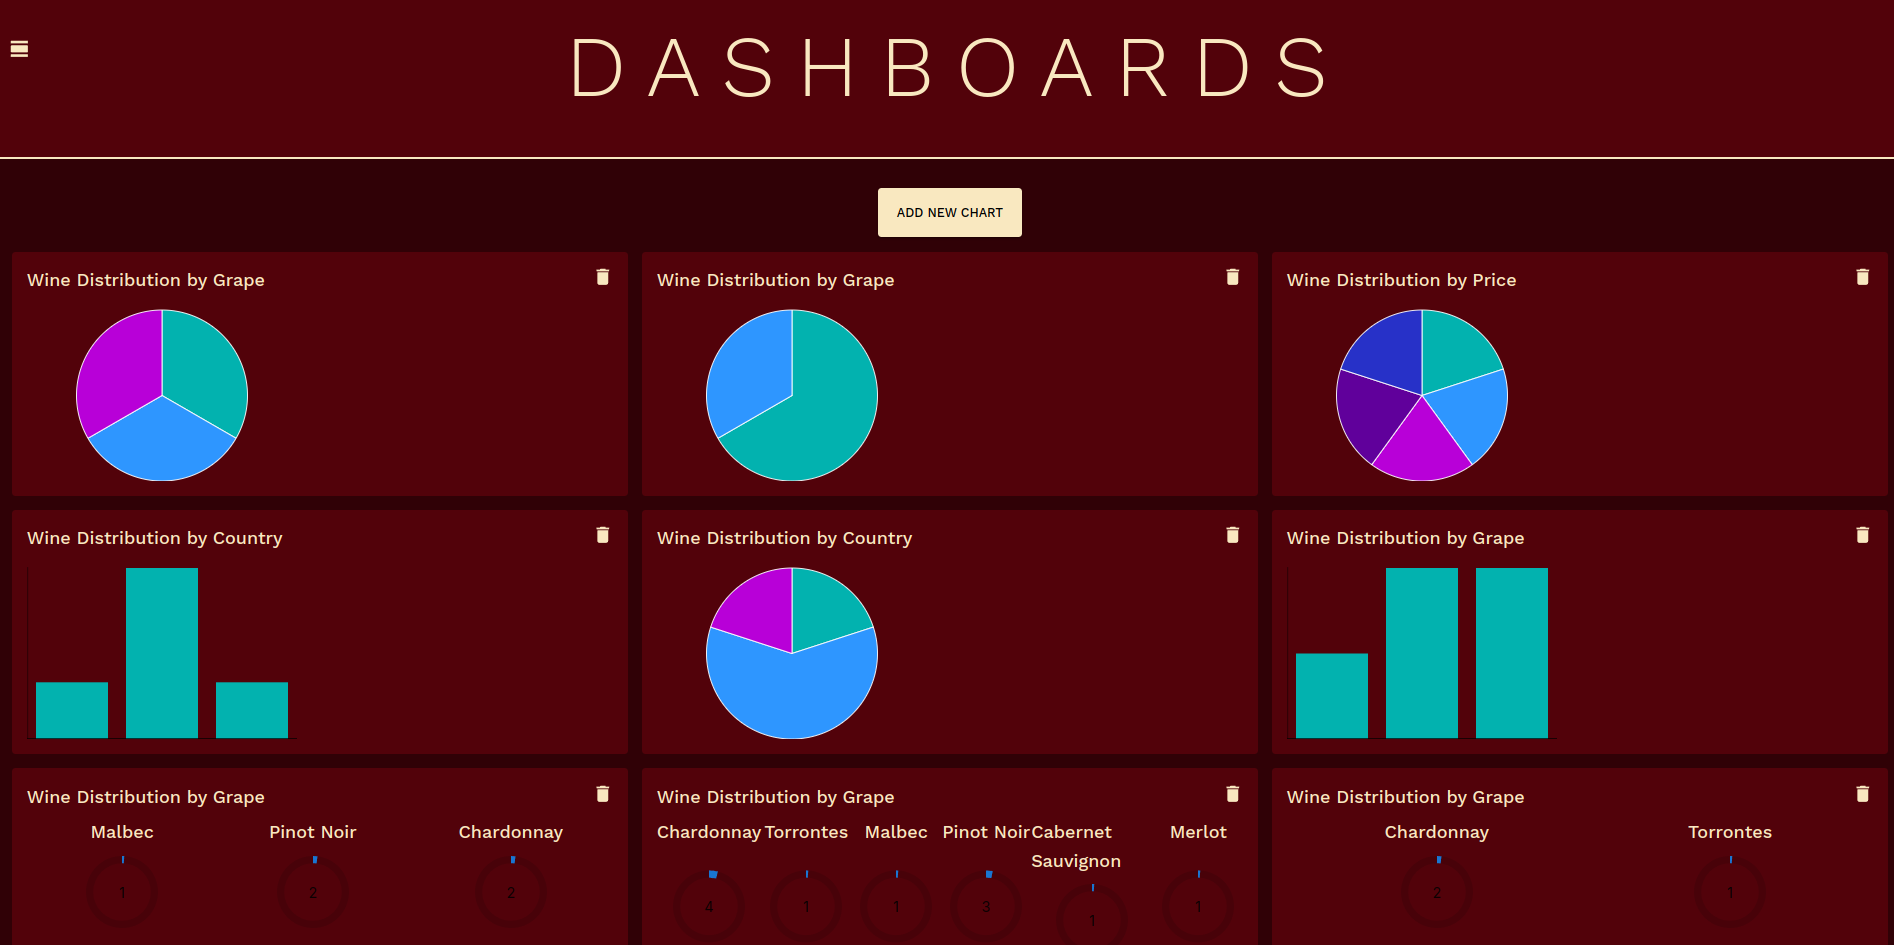 DASHBOARDS
ADD NEW CHART
Wine Distribution by Grape
Wine Distribution by Grape
Wine Distribution by Price
Wine Distribution by Country
Wine Distribution by Country
Wine Distribution by Grape
Wine Distribution by Grape
Malbec Pinot Noir Chardonnay
1 2 2
Wine Distribution by Grape
Chardonnay Torrontes Malbec Pinot Noir Cabernet Merlot
Sauvignon
4 1 1 3 1 1
Wine Distribution by Grape
Chardonnay Torrontes
2 1